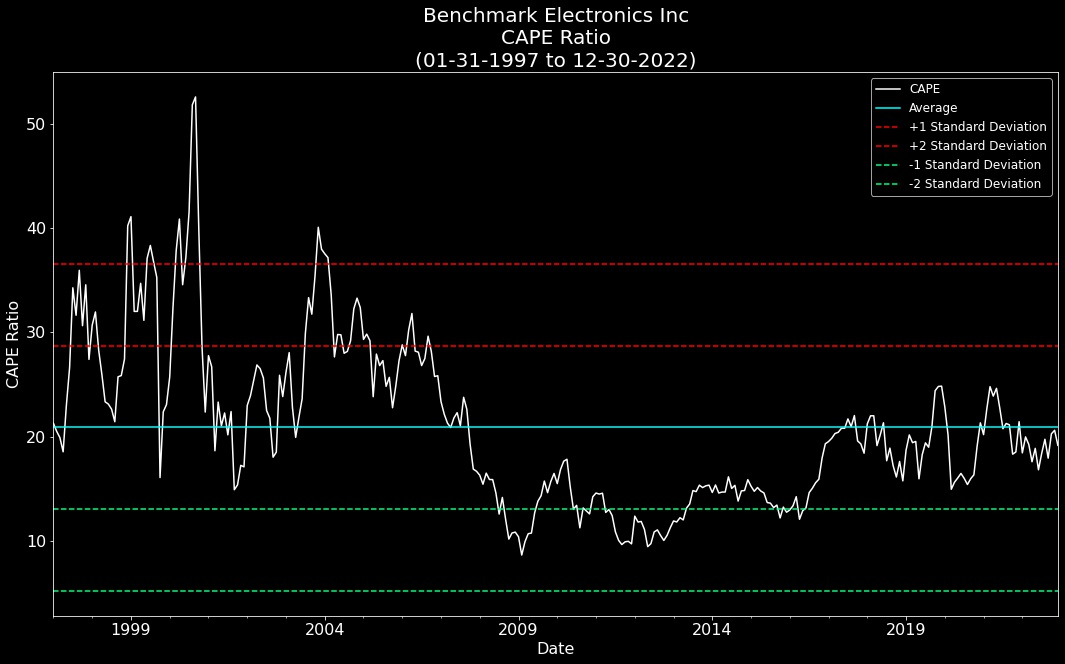 Benchmark Electronics Inc
CAPE Ratio
(01-31-1997 to 12-30-2022)
CAPE
Average
+1 Standard Deviation
+2 Standard Deviation
-1 Standard Deviation
-2 Standard Deviation
CAPE Ratio
50
40
30
20
10
1999 2004 2009 2014 2019
Date